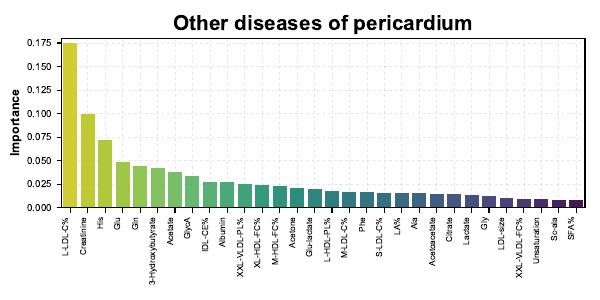 Other diseases of pericardium
Importance
0.175
0.150
0.125
0.100
0.075
0.050
0.025
0.000
L-LDL-C%
Creatinine
His
Glu
Gln
3-Hydroxybutyrate
Acetate
GlycA
IDL-CE%
Albumin
XXL-VLDL-PL%
XL-HDL-FC%
M-HDL-FC%
Acetone
Glu-lactate
L-HDL-PL%
M-LDL-C%
Phe
S-LDL-C%
LA%
Ala
Acetoacetate
Citrate
Lactate
Gly
LDL-size
XXL-VLDL-FC%
Unsaturation
Sc-ala
SFA%